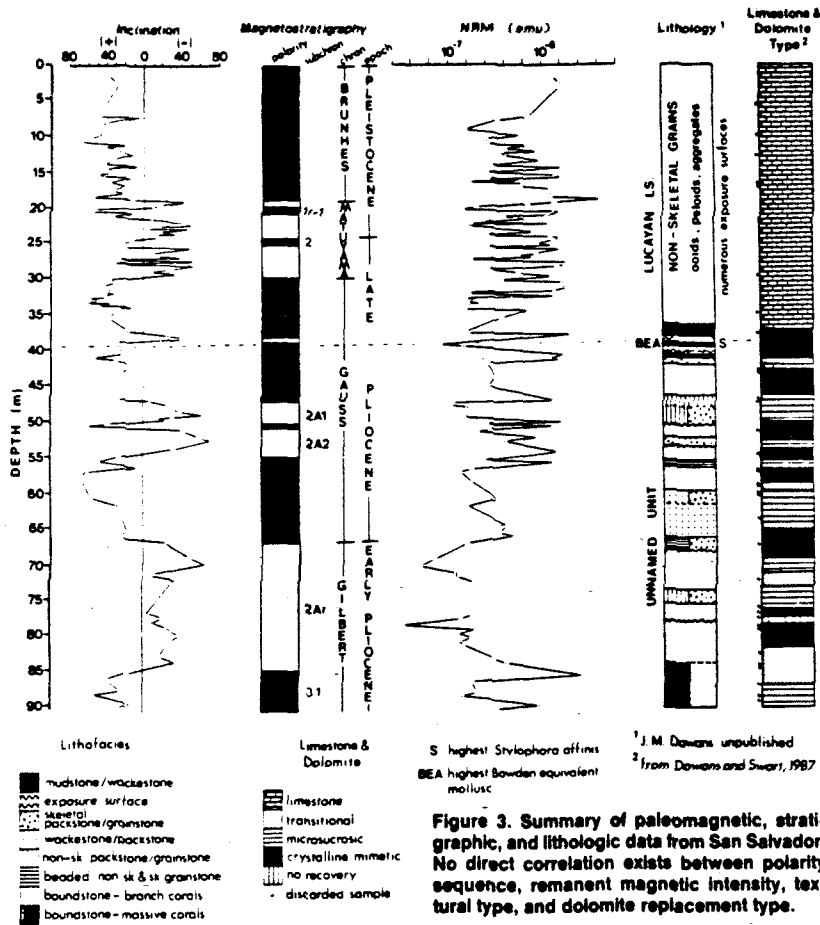 Inclination
(+) (-)
80 40 0 40 80
Magnetostratigraphy
polarity
subchron
chron
epoch
NRM (emu)
10-7 10-6
Lithology 1
Limestone &
Dolomite
Type 2
DEPTH (m)
0
5
10
15
20
25
30
35
40
45
50
55
60
65
70
75
80
85
90
1r-1
2
2A1
2A2
2Ar
3.1
BRUNHES
MATUYAMA
GAUSS
GILBERT
PLEISTOCENE
LATE
PLIOCENE
EARLY PLIOCENE
LUCAYAN LS.
NON-SKELETAL GRAINS
ooids, peloids, aggregates
numerous exposure surfaces
BEA
S
UNNAMED UNIT
Lithofacies
mudstone/wackestone
exposure surface
skeletal
packstone/grainstone
wackestone/packstone
non-sk packstone/grainstone
beaded non sk & sk grainstone
boundstone - branch corals
boundstone - massive corals
Limestone &
Dolomite
limestone
transitional
microsucrosic
crystalline mimetic
no recovery
discarded sample
S highest Stylophora affinis
BEA highest Bowden equivalent
mollusc
1 J. M. Dawans unpublished
2 from Dawans and Swart, 1987
Figure 3. Summary of paleomagnetic, strati-
graphic, and lithologic data from San Salvador
No direct correlation exists between polarity
sequence, remanent magnetic intensity, tex-
tural type, and dolomite replacement type.